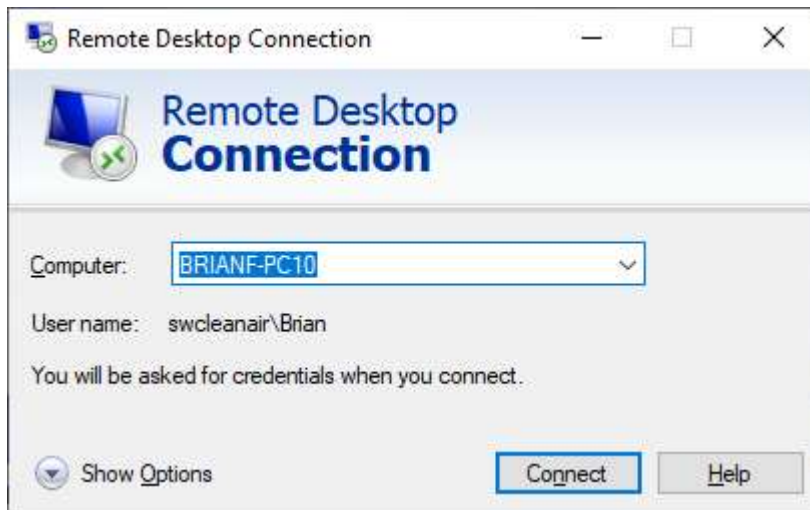 Remote Desktop Connection
Remote Desktop
Connection
Computer: BRIANF-PC10
User name: swcleanair\Brian
You will be asked for credentials when you connect.
Show Options Connect Help